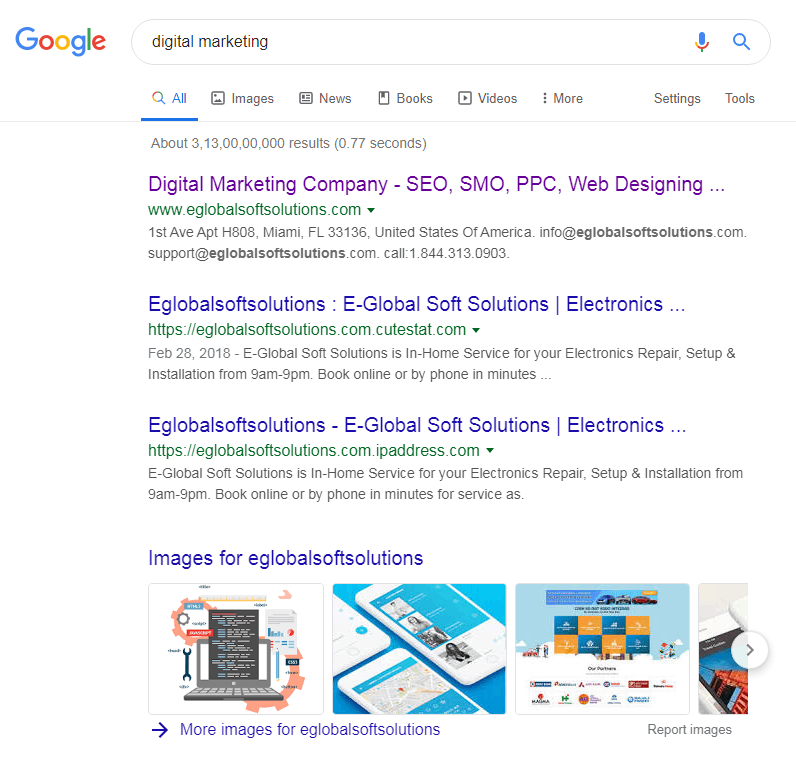 Google
digital marketing
All Images News Books Videos More Settings Tools
About 3,13,00,00,000 results (0.77 seconds)
Digital Marketing Company - SEO, SMO, PPC, Web Designing ...
www.eglobalsoftsolutions.com
1st Ave Apt H808, Miami, FL 33136, United States Of America. info@eglobalsoftsolutions.com.
support@eglobalsoftsolutions.com. call:1.844.313.0903.
Eglobalsoftsolutions : E-Global Soft Solutions | Electronics ...
https://eglobalsoftsolutions.com.cutestat.com
Feb 28, 2018 - E-Global Soft Solutions is In-Home Service for your Electronics Repair, Setup &
Installation from 9am-9pm. Book online or by phone in minutes ...
Eglobalsoftsolutions - E-Global Soft Solutions | Electronics ...
https://eglobalsoftsolutions.com.ipaddress.com
E-Global Soft Solutions is In-Home Service for your Electronics Repair, Setup & Installation from
9am-9pm. Book online or by phone in minutes for service as.
Images for eglobalsoftsolutions
<title>
HTML5
<label>
<script>
JAVASCRIPT
<body>
CSS
<div>
Our Partners
More images for eglobalsoftsolutions
Report images